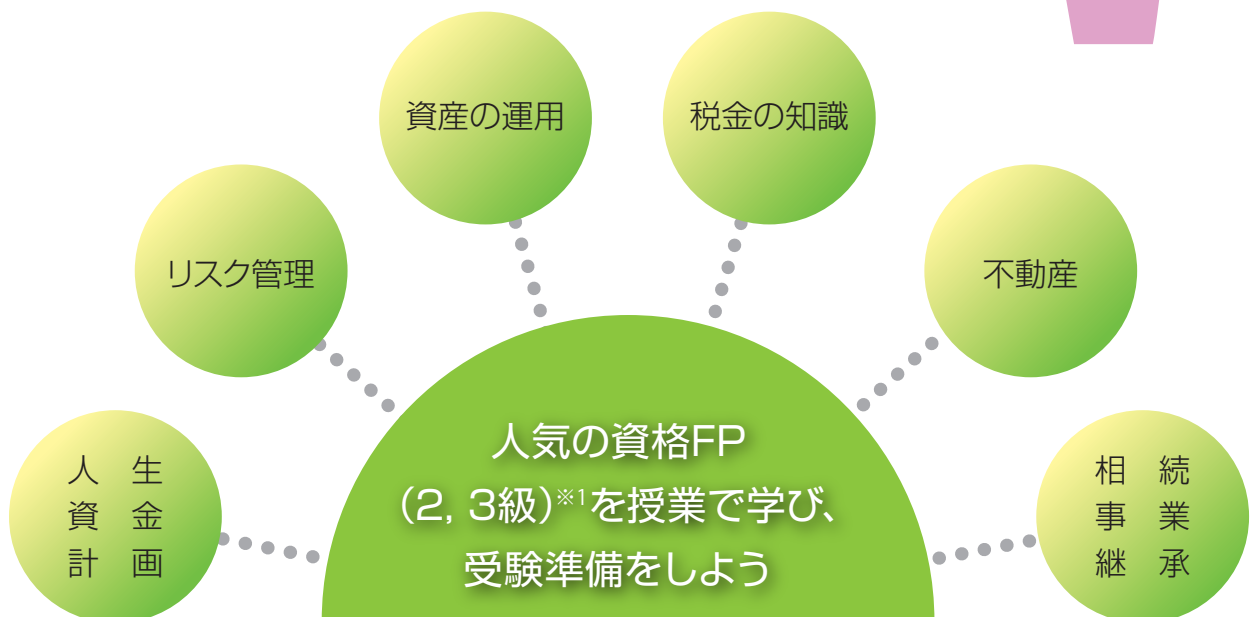 資産の運用
税金の知識
リスク管理
不動産
人生
資金
計画
人気の資格FP
（2, 3級）※1を授業で学び、
受験準備をしよう
相続
事業
継承